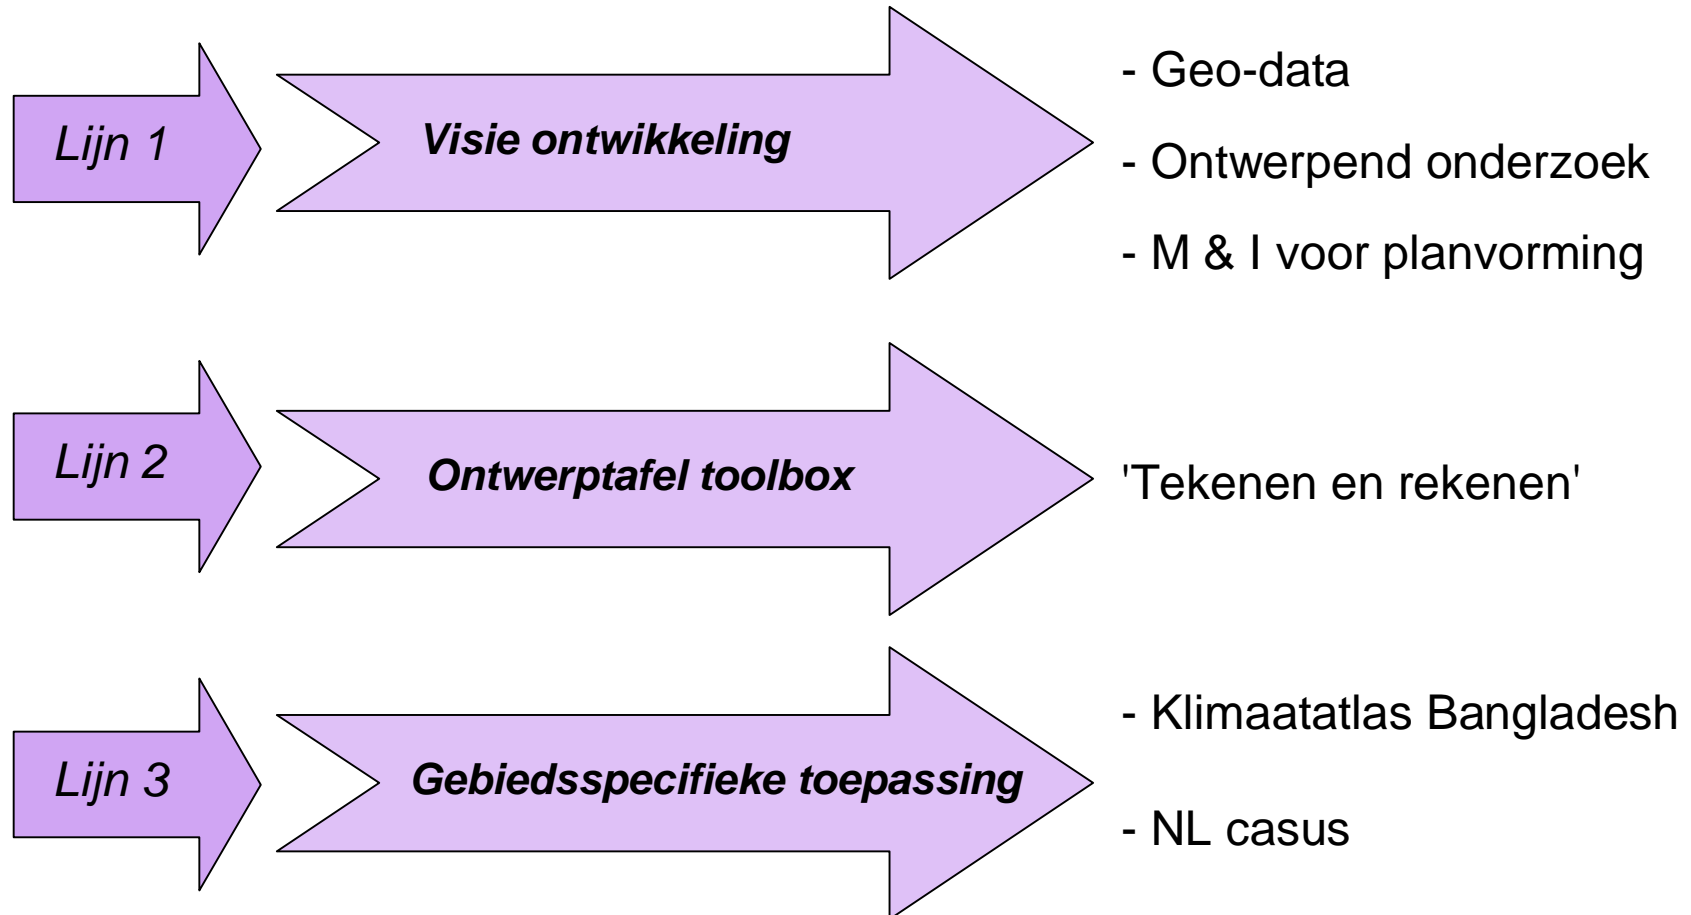 Lijn 1
Visie ontwikkeling
- Geo-data
- Ontwerpend onderzoek
- M & I voor planvorming
Lijn 2
Ontwerptafel toolbox
'Tekenen en rekenen'
Lijn 3
Gebiedsspecifieke toepassing
- Klimaatatlas Bangladesh
- NL casus